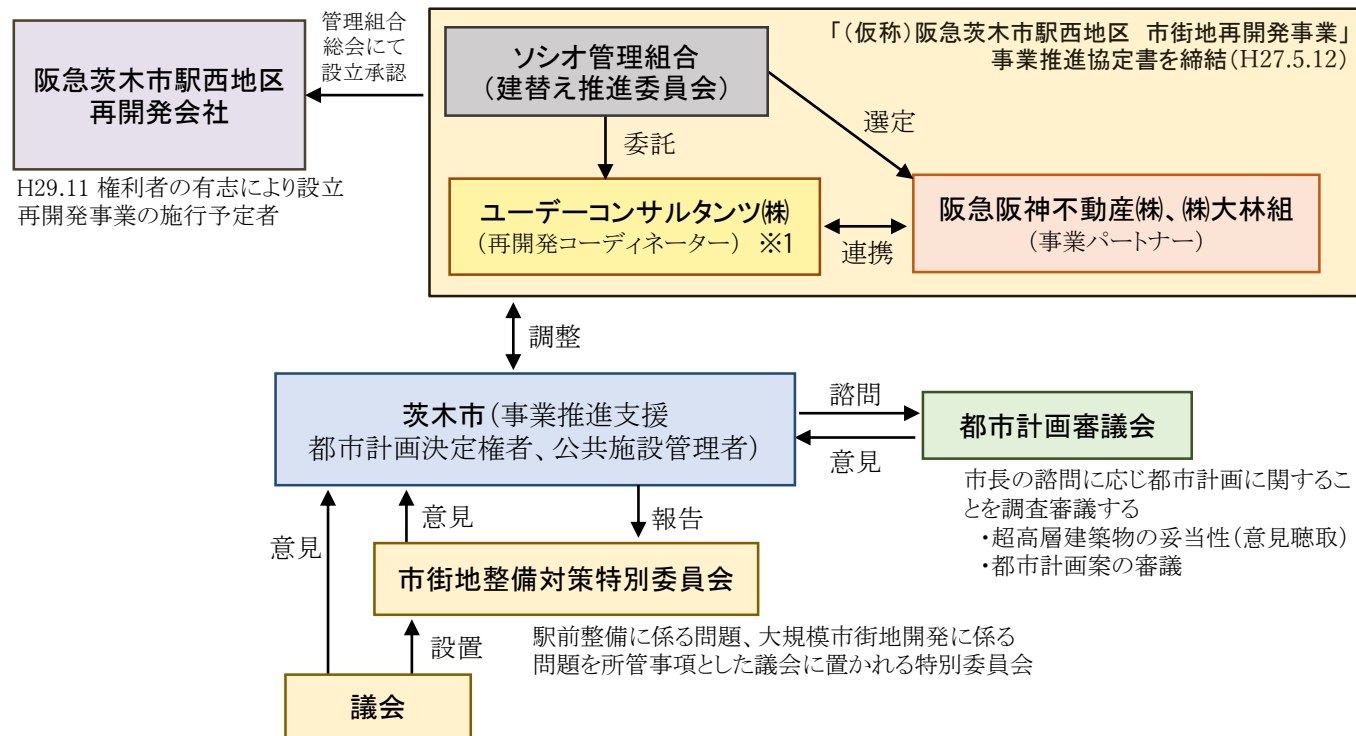 管理組合
総会にて
設立承認
阪急茨木市駅西地区
再開発会社
H29.11 権利者の有志により設立
再開発事業の施行予定者
「(仮称)阪急茨木市駅西地区 市街地再開発事業」
事業推進協定書を締結(H27.5.12)
ソシオ管理組合
(建替え推進委員会)
選定
委託
ユーデーコンサルタンツ㈱
(再開発コーディネーター) ※1
連携
阪急阪神不動産㈱、㈱大林組
(事業パートナー)
調整
茨木市(事業推進支援
都市計画決定権者、公共施設管理者)
諮問
意見
都市計画審議会
市長の諮問に応じ都市計画に関するこ
とを調査審議する
・超高層建築物の妥当性(意見聴取)
・都市計画案の審議
意見
意見
報告
市街地整備対策特別委員会
駅前整備に係る問題、大規模市街地開発に係る
問題を所管事項とした議会に置かれる特別委員会
設置
議会